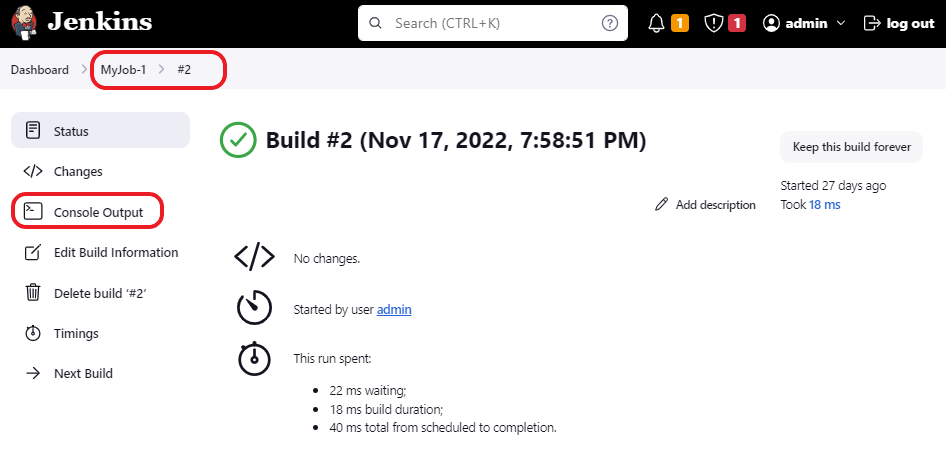 Jenkins
Search (CTRL+K)
?
1
1
admin
log out
Dashboard
MyJob-1
#2
Status
Changes
Console Output
Edit Build Information
Delete build ‘#2’
Timings
Next Build
Build #2 (Nov 17, 2022, 7:58:51 PM)
Keep this build forever
Started 27 days ago
Took 18 ms
Add description
No changes.
Started by user admin
This run spent:
• 22 ms waiting;
• 18 ms build duration;
• 40 ms total from scheduled to completion.